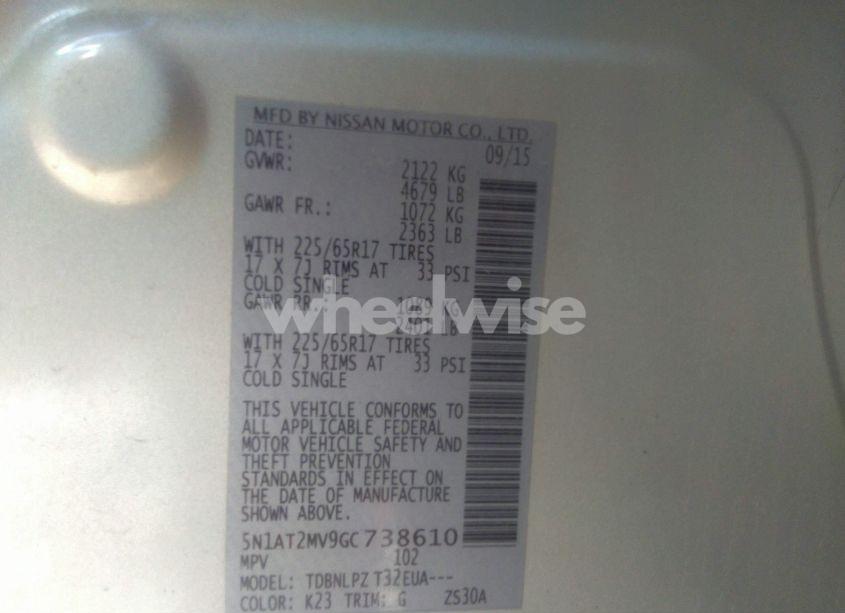 MFD BY NISSAN MOTOR CO., LTD.
DATE: 09/15
GVWR: 2122 KG
4679 LB
GAWR FR.: 1072 KG
2363 LB
WITH 225/65R17 TIRES
17 X 7J RIMS AT 33 PSI
COLD SINGLE
GAWR RR.: KG
LB
wheelwise
WITH 225/65R17 TIRES
17 X 7J RIMS AT 33 PSI
COLD SINGLE
THIS VEHICLE CONFORMS TO
ALL APPLICABLE FEDERAL
MOTOR VEHICLE SAFETY AND
THEFT PREVENTION
STANDARDS IN EFFECT ON
THE DATE OF MANUFACTURE
SHOWN ABOVE.
5N1AT2MV9GC738610
MPV 102
MODEL: TDBNLPZ T32EUA---
COLOR: K23 TRIM: G ZS30A